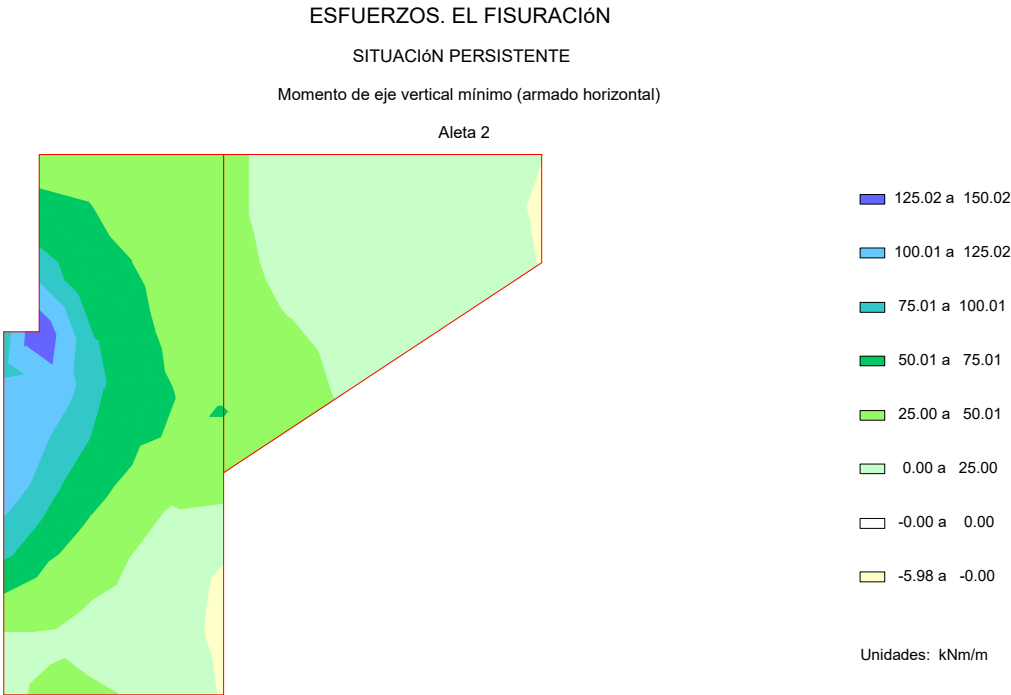 ESFUERZOS. EL FISURACIóN
SITUACIóN PERSISTENTE
Momento de eje vertical mínimo (armado horizontal)
Aleta 2
125.02 a 150.02
100.01 a 125.02
75.01 a 100.01
50.01 a 75.01
25.00 a 50.01
0.00 a 25.00
-0.00 a 0.00
-5.98 a -0.00
Unidades: kNm/m